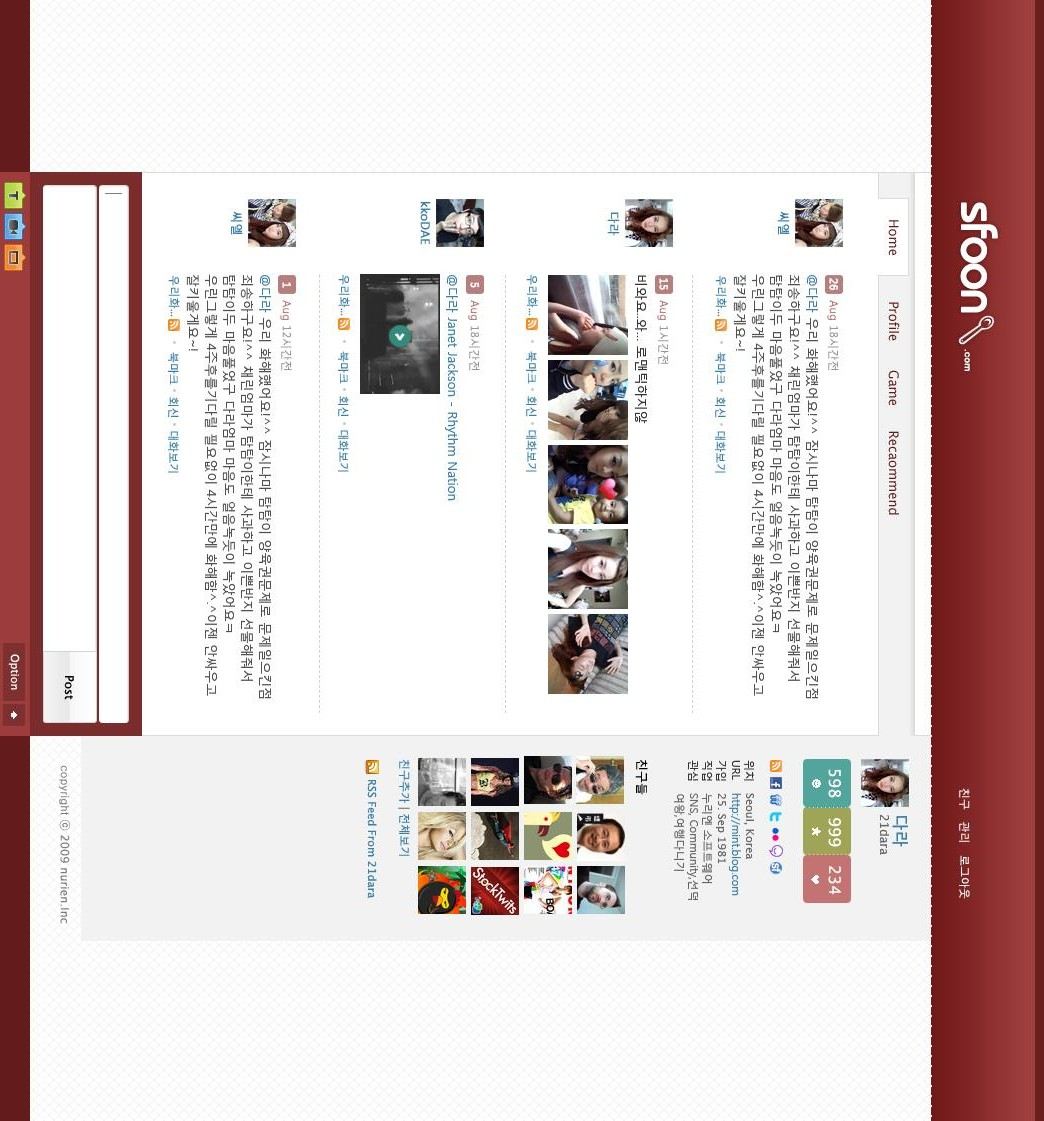 sfoon.com
친구 관리 로그아웃
Home Profile Game Recaommend
씨엘
26 Aug 18시간전
@다라 우리 화해했어요!^^ 잠시나마 탐탐이 양육권문제로 문제일으킨점
죄송하구요!^^ 채린엄마가 탐탐이한테 사과하고 이쁜반지 선물해줘서
탐탐이두 마음풀었구 다라엄마 마음도 얼음녹듯이 녹았어요ㅋ
우린그렇게 4주후를기다릴 필요없이 4시간만에 화해함^.^이젠 안싸우고
잘키울게요~!
우리화... 북마크 · 회신 · 대화보기
다라
15 Aug 1시간전
비와요..와... 로맨틱하지않
우리화... 북마크 · 회신 · 대화보기
kkoDAE
5 Aug 18시간전
@다라 Janet Jackson - Rhythm Nation
우리화... 북마크 · 회신 · 대화보기
씨엘
1 Aug 12시간전
@다라 우리 화해했어요!^^ 잠시나마 탐탐이 양육권문제로 문제일으킨점
죄송하구요!^^ 채린엄마가 탐탐이한테 사과하고 이쁜반지 선물해줘서
탐탐이두 마음풀었구 다라엄마 마음도 얼음녹듯이 녹았어요ㅋ
우린그렇게 4주후를기다릴 필요없이 4시간만에 화해함^.^이젠 안싸우고
잘키울게요~!
우리화... 북마크 · 회신 · 대화보기
다라
21dara
598 999 234
위치 Seoul, Korea
URL http://mint.blog.com
가입 25. Sep 1981
직업 누리엔 소프트웨어
관심 SNS, Community,선덕
여왕,여행다니기
친구들
StockTwits
친구추가 | 전체보기
RSS Feed From 21dara
Post
T
Option
copyright ⓒ 2009 nurien.Inc